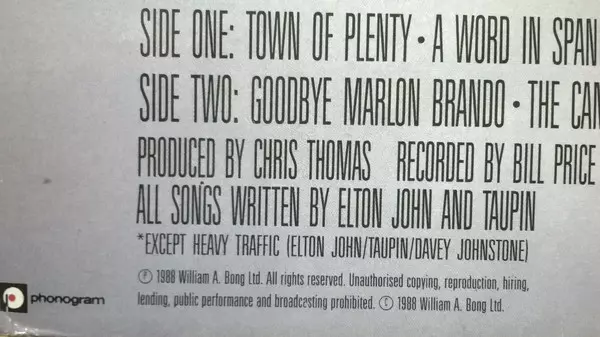 SIDE ONE: TOWN OF PLENTY • A WORD IN SPAN
SIDE TWO: GOODBYE MARLON BRANDO • THE CAM
PRODUCED BY CHRIS THOMAS RECORDED BY BILL PRICE
ALL SONGS WRITTEN BY ELTON JOHN AND TAUPIN
*EXCEPT HEAVY TRAFFIC (ELTON JOHN/TAUPIN/DAVEY JOHNSTONE)
Ⓟ 1988 William A. Bong Ltd. All rights reserved. Unauthorised copying, reproduction, hiring,
lending, public performance and broadcasting prohibited. Ⓒ 1988 William A. Bong Ltd.
phonogram